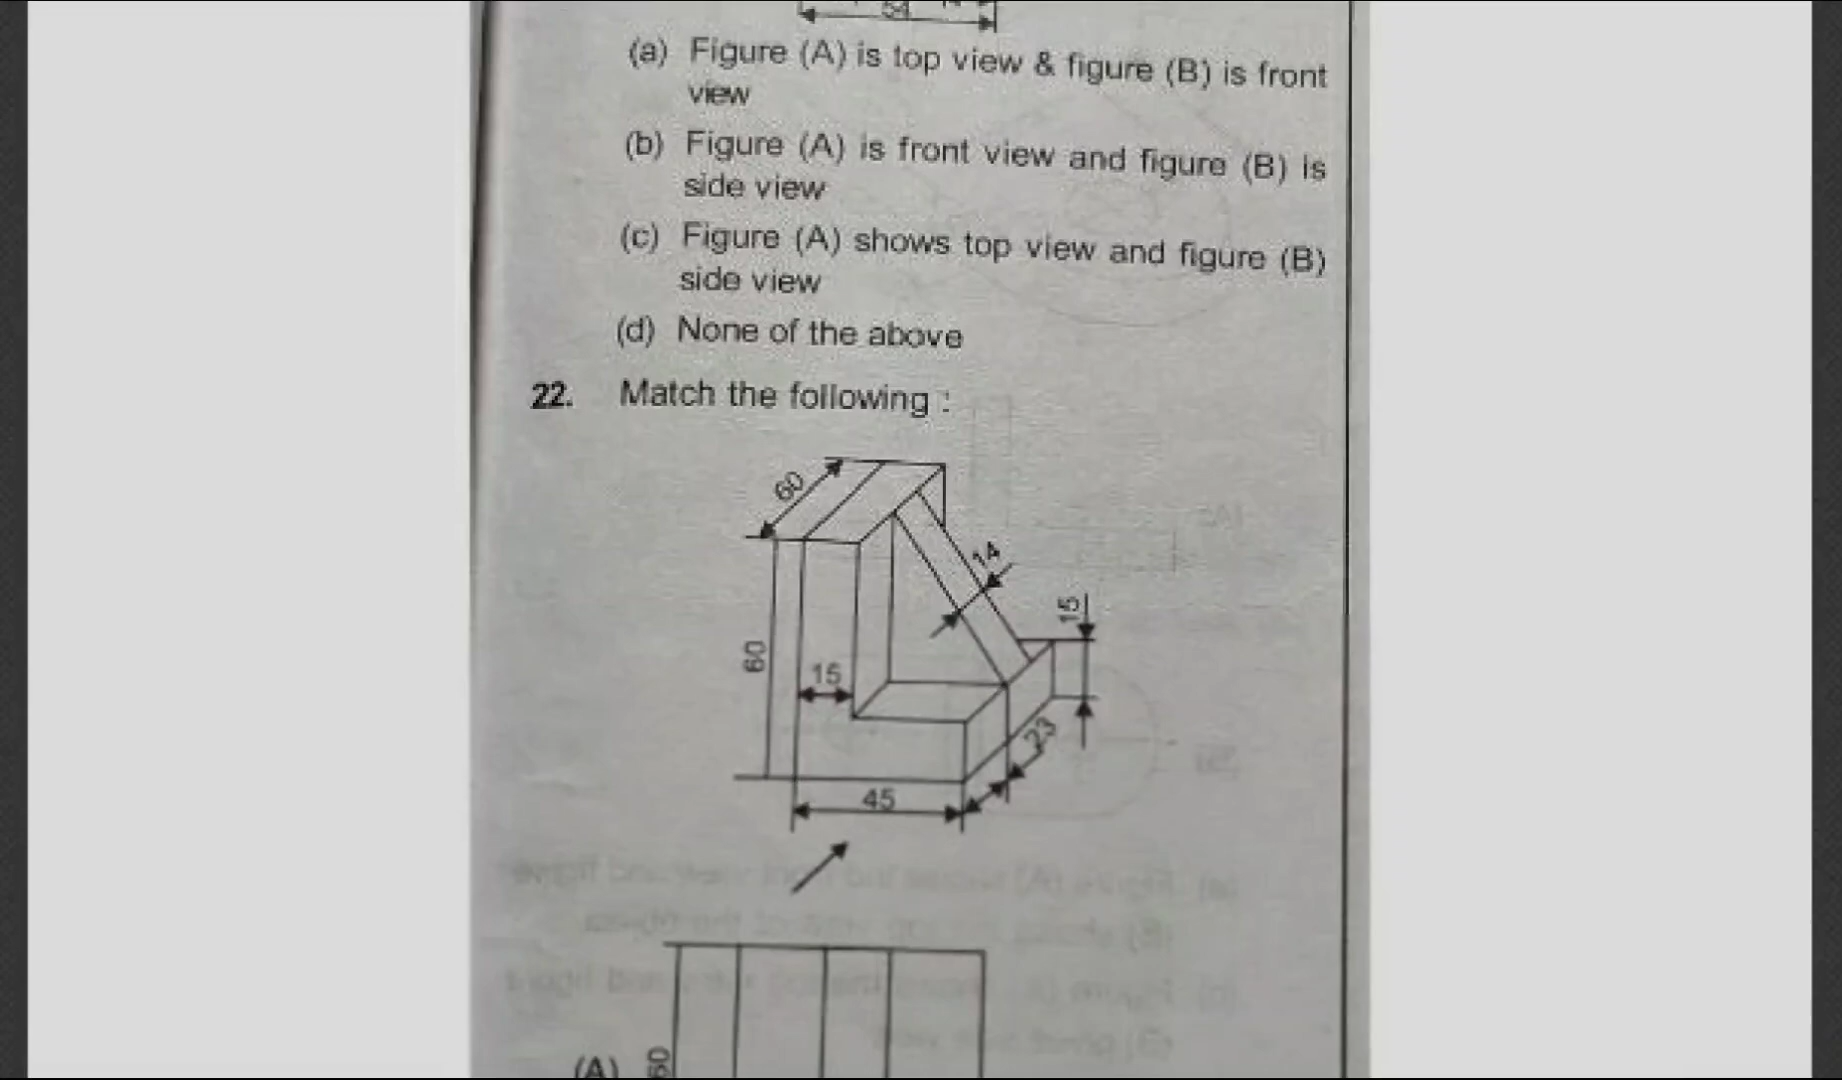 54
(a) Figure (A) is top view & figure (B) is front
view
(b) Figure (A) is front view and figure (B) is
side view
(c) Figure (A) shows top view and figure (B)
side view
(d) None of the above
22. Match the following :
60
14
15
60
15
23
45
(A) 60